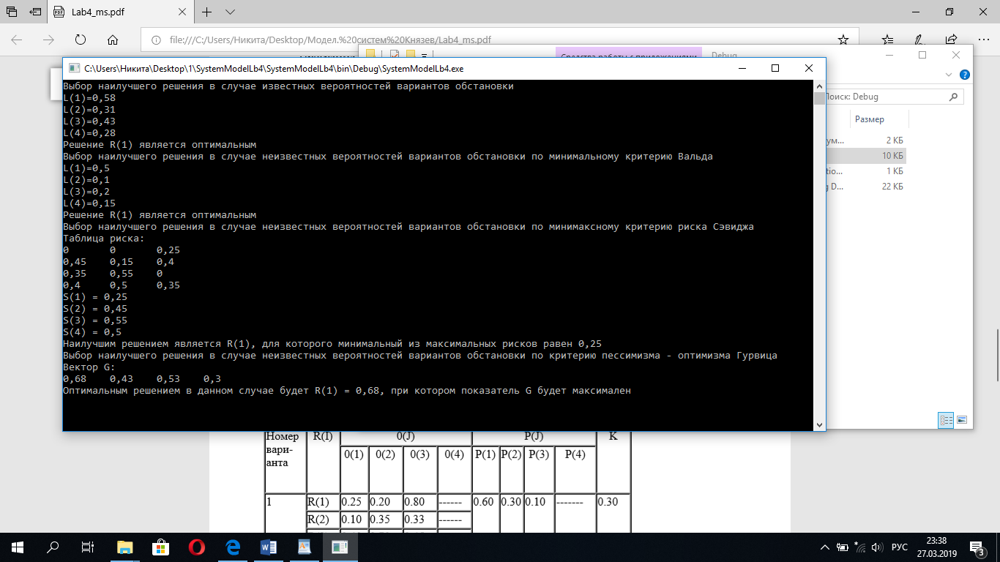 Lab4_ms.pdf
file:///C:/Users/Никита/Desktop/Модел.%20систем%20Князев/Lab4_ms.pdf
Средства работы с приложениями Debug
C:\Users\Никита\Desktop\1\SystemModelLb4\SystemModelLb4\bin\Debug\SystemModelLb4.exe
Выбор наилучшего решения в случае известных вероятностей вариантов обстановки
L(1)=0,58
L(2)=0,31
L(3)=0,43
L(4)=0,28
Решение R(1) является оптимальным
Выбор наилучшего решения в случае неизвестных вероятностей вариантов обстановки по минимальному критерию Вальда
L(1)=0,5
L(2)=0,1
L(3)=0,2
L(4)=0,15
Решение R(1) является оптимальным
Выбор наилучшего решения в случае неизвестных вероятностей вариантов обстановки по минимаксному критерию риска Сэвиджа
Таблица риска:
0 0 0,25
0,45 0,15 0,4
0,35 0,55 0
0,4 0,5 0,35
S(1) = 0,25
S(2) = 0,45
S(3) = 0,55
S(4) = 0,5
Наилучшим решением является R(1), для которого минимальный из максимальных рисков равен 0,25
Выбор наилучшего решения в случае неизвестных вероятностей вариантов обстановки по критерию пессимизма - оптимизма Гурвица
Вектор G:
0,68 0,43 0,53 0,3
Оптимальным решением в данном случае будет R(1) = 0,68, при котором показатель G будет максимален
Поиск: Debug
Размер
ум... 2 КБ
10 КБ
tio... 1 КБ
g D... 22 КБ
Номер R(I) 0(J) P(J) K
вари- 0(1) 0(2) 0(3) 0(4) P(1) P(2) P(3) P(4)
анта
1 R(1) 0.25 0.20 0.80 ------ 0.60 0.30 0.10 ------- 0.30
R(2) 0.10 0.35 0.33 ------
РУС
23:38
27.03.2019
3